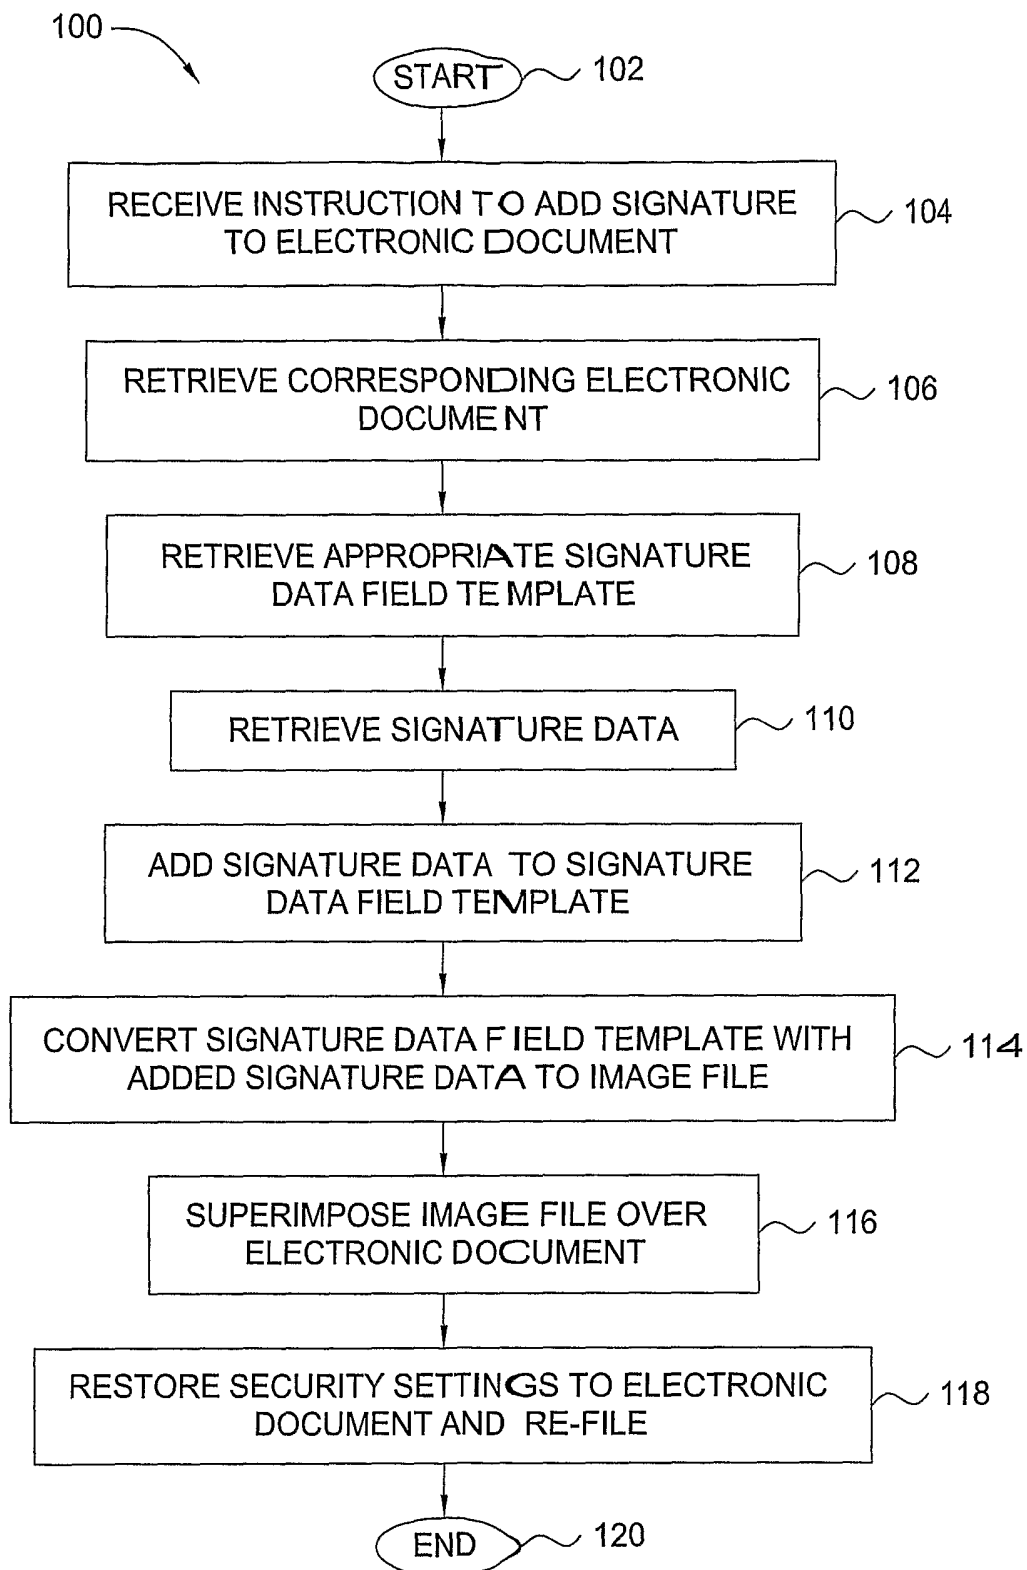 100
START
102
RECEIVE INSTRUCTION TO ADD SIGNATURE
TO ELECTRONIC DOCUMENT
104
RETRIEVE CORRESPONDING ELECTRONIC
DOCUMENT
106
RETRIEVE APPROPRIATE SIGNATURE
DATA FIELD TEMPLATE
108
RETRIEVE SIGNATURE DATA
110
ADD SIGNATURE DATA TO SIGNATURE
DATA FIELD TEMPLATE
112
CONVERT SIGNATURE DATA FIELD TEMPLATE WITH
ADDED SIGNATURE DATA TO IMAGE FILE
114
SUPERIMPOSE IMAGE FILE OVER
ELECTRONIC DOCUMENT
116
RESTORE SECURITY SETTINGS TO ELECTRONIC
DOCUMENT AND RE-FILE
118
END
120